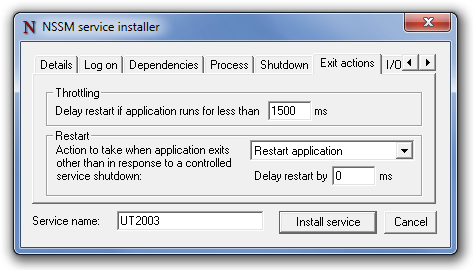 N NSSM service installer
Details Log on Dependencies Process Shutdown Exit actions I/O
Throttling
Delay restart if application runs for less than 1500 ms
Restart
Action to take when application exits
other than in response to a controlled
service shutdown:
Restart application
Delay restart by 0 ms
Service name: UT2003 Install service Cancel